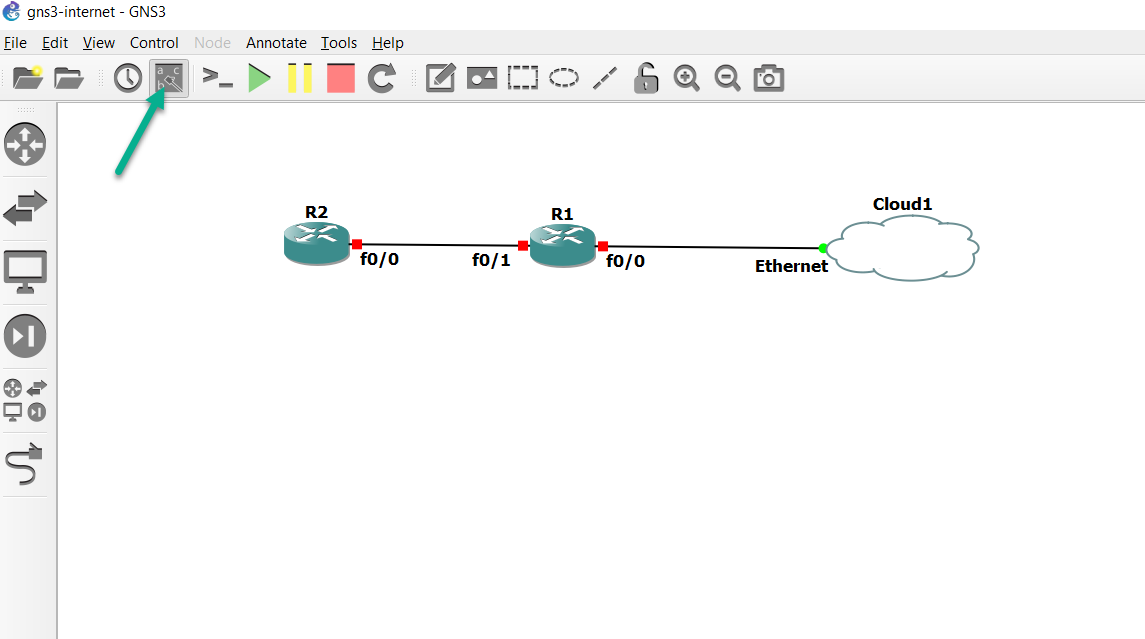 gns3-internet - GNS3
File Edit View Control Node Annotate Tools Help
a c
b
R2 R1 Cloud1
f0/0 f0/1 f0/0 Ethernet